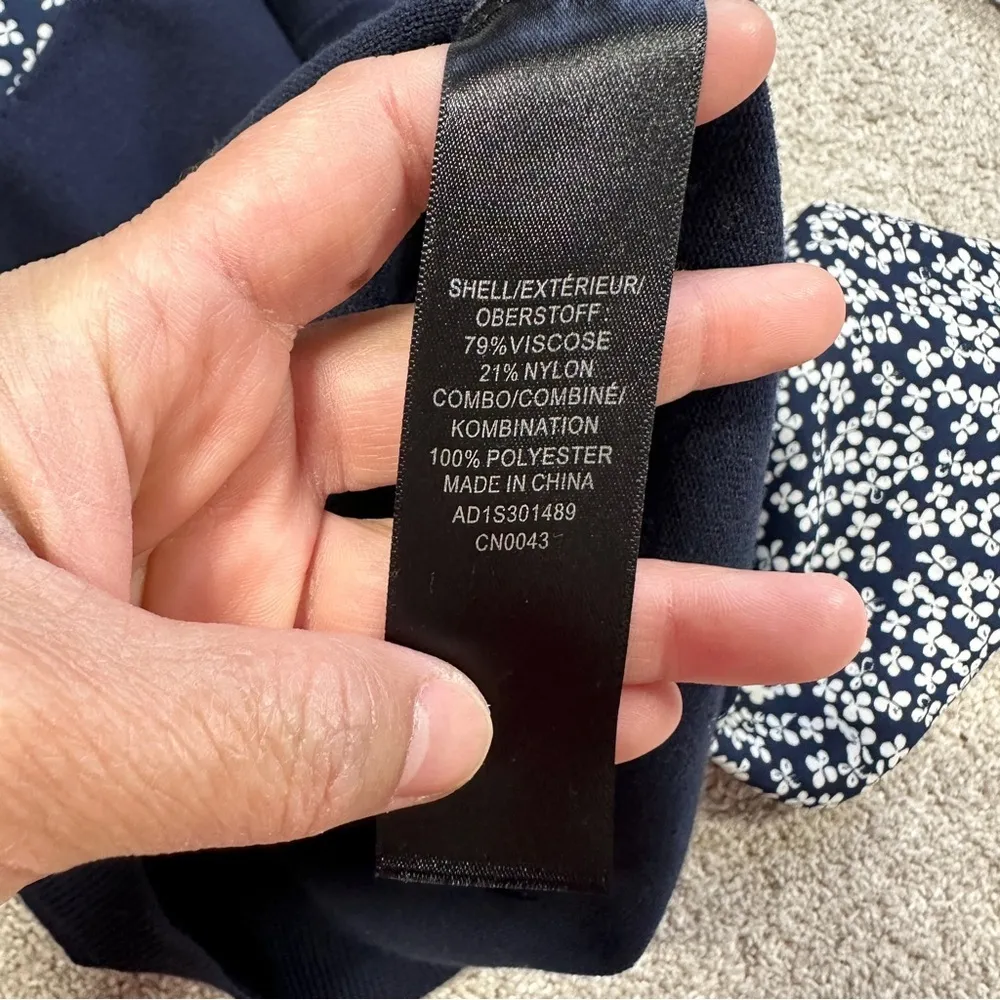 SHELL/EXTÉRIEUR/
OBERSTOFF :
79%VISCOSE
21% NYLON
COMBO/COMBINÉ/
KOMBINATION
100% POLYESTER
MADE IN CHINA
AD1S301489
CN0043